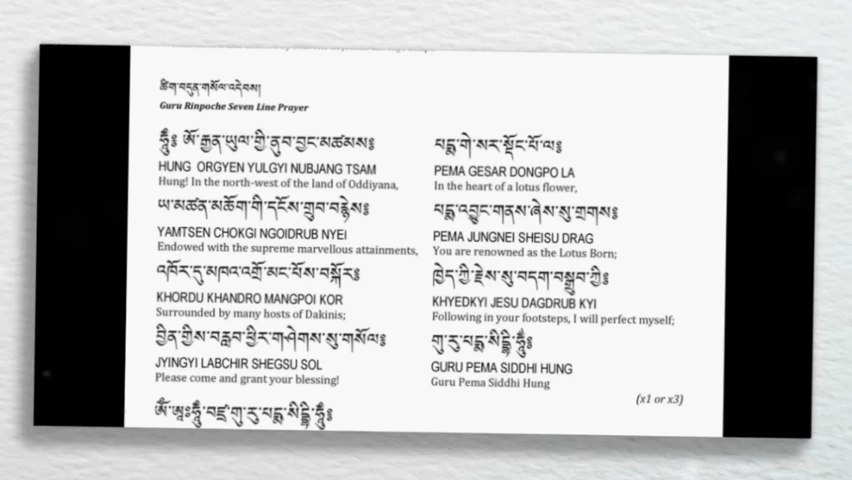 ཚིག་བདུན་གསོལ་འདེབས།
Guru Rinpoche Seven Line Prayer
ཧཱུྂ༔ ཨོ་རྒྱན་ཡུལ་གྱི་ནུབ་བྱང་མཚམས༔
HUNG ORGYEN YULGYI NUBJANG TSAM
Hung! In the north-west of the land of Oddiyana,
པདྨ་གེ་སར་སྡོང་པོ་ལ༔
PEMA GESAR DONGPO LA
In the heart of a lotus flower,
ཡ་མཚན་མཆོག་གི་དངོས་གྲུབ་བརྙེས༔
YAMTSEN CHOKGI NGOIDRUB NYEI
Endowed with the supreme marvellous attainments,
པདྨ་འབྱུང་གནས་ཞེས་སུ་གྲགས༔
PEMA JUNGNEI SHEISU DRAG
You are renowned as the Lotus Born;
འཁོར་དུ་མཁའ་འགྲོ་མང་པོས་བསྐོར༔
KHORDU KHANDRO MANGPOI KOR
Surrounded by many hosts of Dakinis;
ཁྱེད་ཀྱི་རྗེས་སུ་བདག་བསྒྲུབ་ཀྱི༔
KHYEDKYI JESU DAGDRUB KYI
Following in your footsteps, I will perfect myself;
བྱིན་གྱིས་བརླབ་ཕྱིར་གཤེགས་སུ་གསོལ༔
JYINGYI LABCHIR SHEGSU SOL
Please come and grant your blessing!
གུ་རུ་པདྨ་སིདྡྷི་ཧཱུྂ༔
GURU PEMA SIDDHI HUNG
Guru Pema Siddhi Hung
(x1 or x3)
ཨོཾ་ཨཱཿཧཱུྂ་བཛྲ་གུ་རུ་པདྨ་སིདྡྷི་ཧཱུྂ༔